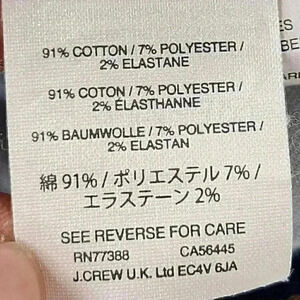 91% COTTON / 7% POLYESTER /
2% ELASTANE
91% COTON / 7% POLYESTER /
2% ÉLASTHANNE
91% BAUMWOLLE / 7% POLYESTER /
2% ELASTAN
綿 91% / ポリエステル 7% /
エラステーン 2%
SEE REVERSE FOR CARE
RN77388 CA56445
J.CREW U.K. Ltd EC4V 6JA